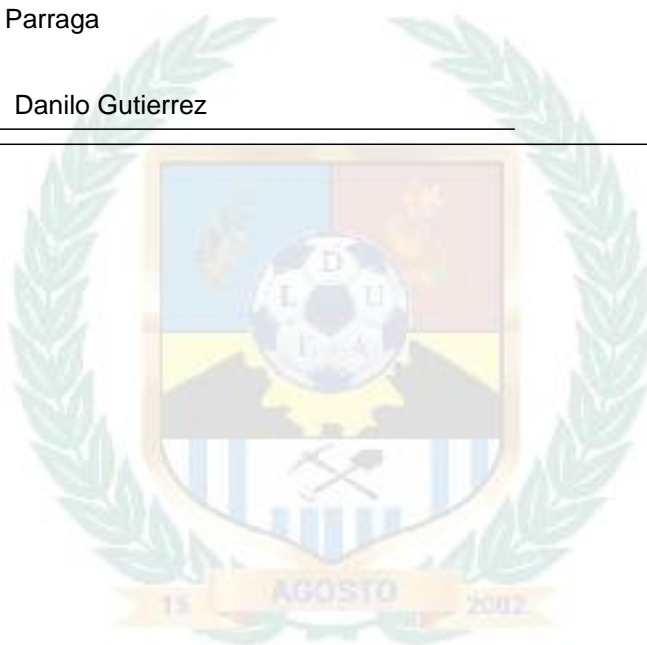 Parraga
Danilo Gutierrez
D
L U
E A
15 AGOSTO 2002